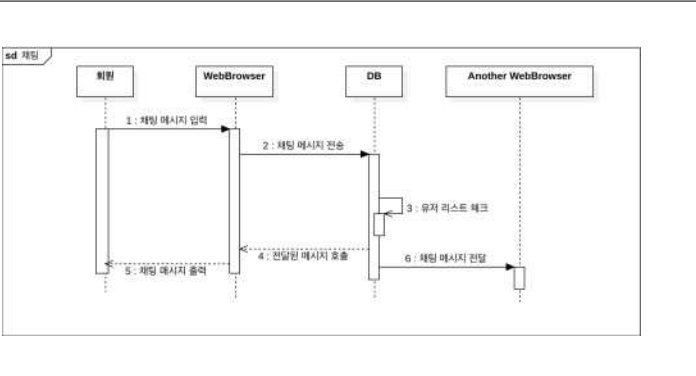 sd 채팅
회원
WebBrowser
DB
Another WebBrowser
1 : 채팅 메시지 입력
2 : 채팅 메시지 전송
3 : 유저 리스트 체크
4 : 전달된 메시지 호출
5 : 채팅 메시지 출력
6 : 채팅 메시지 전달